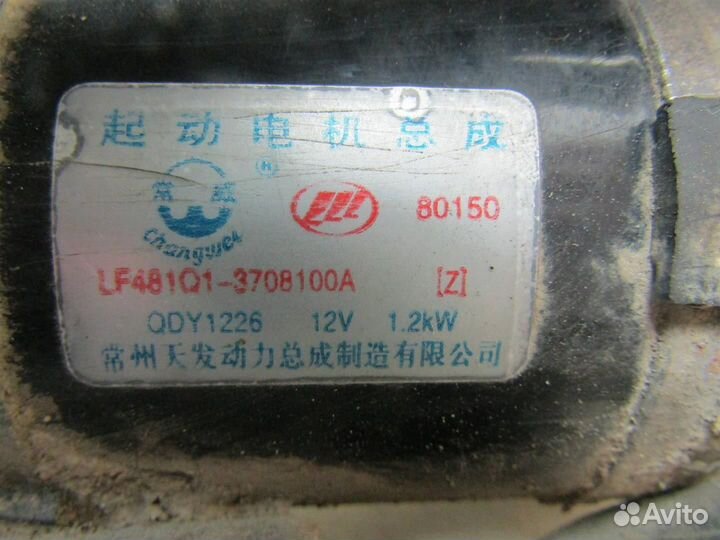 起动电机总成
常威 ® 80150
Changwei
LF481Q1-3708100A [Z]
QDY1226 12V 1.2kW
常州天发动力总成制造有限公司
Avito